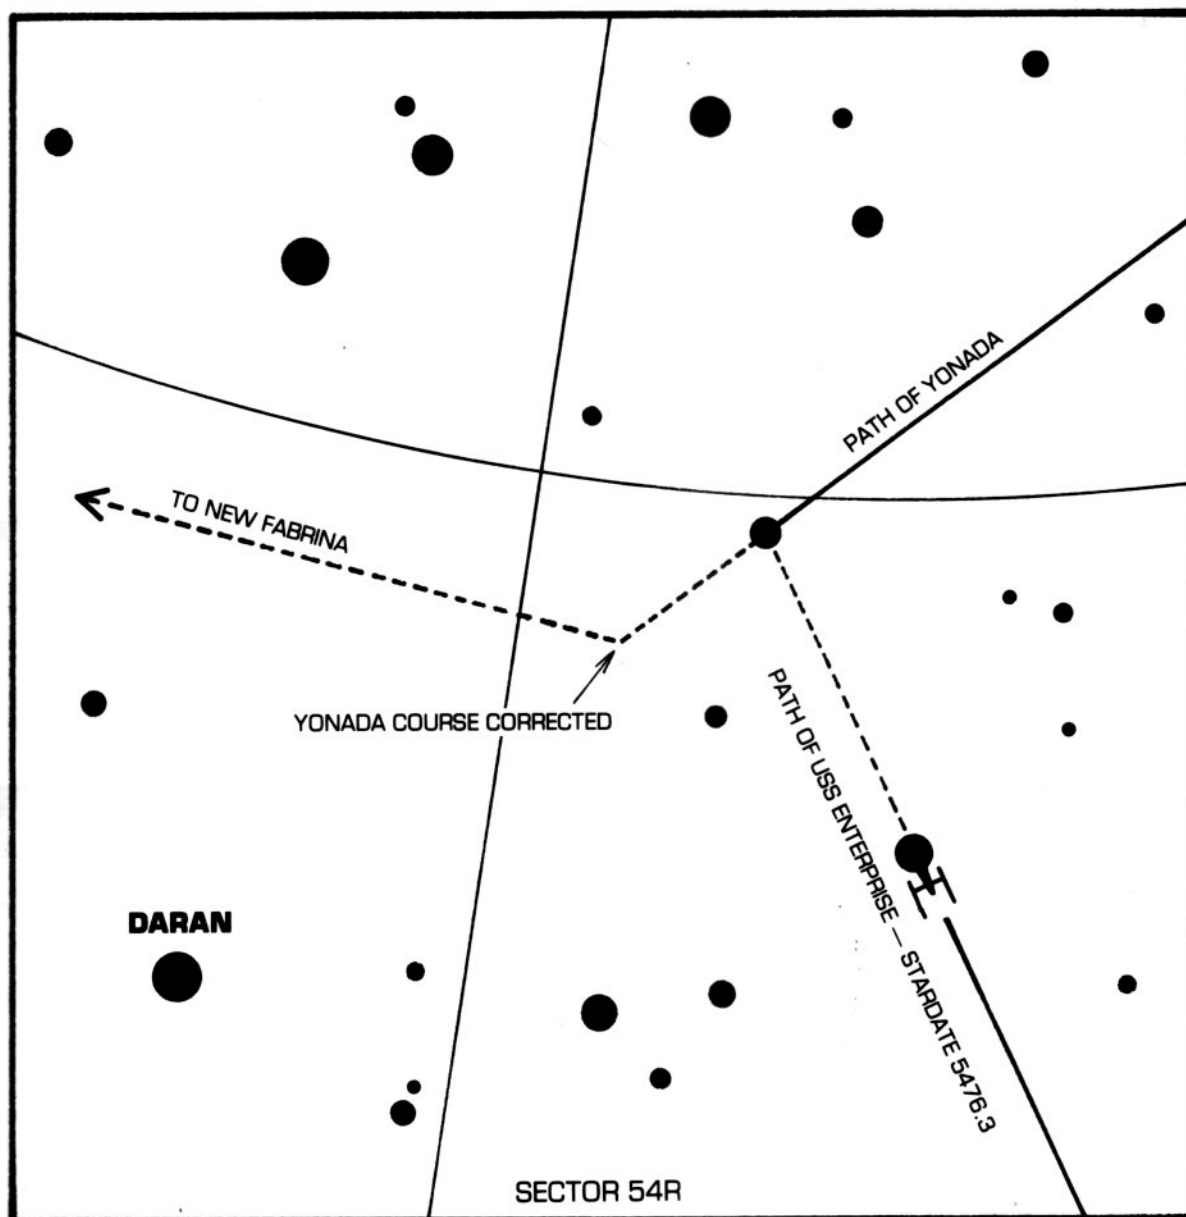 PATH OF YONADA
TO NEW FABRINA
YONADA COURSE CORRECTED
PATH OF USS ENTERPRISE — STARDATE 5476.3
DARAN
SECTOR 54R